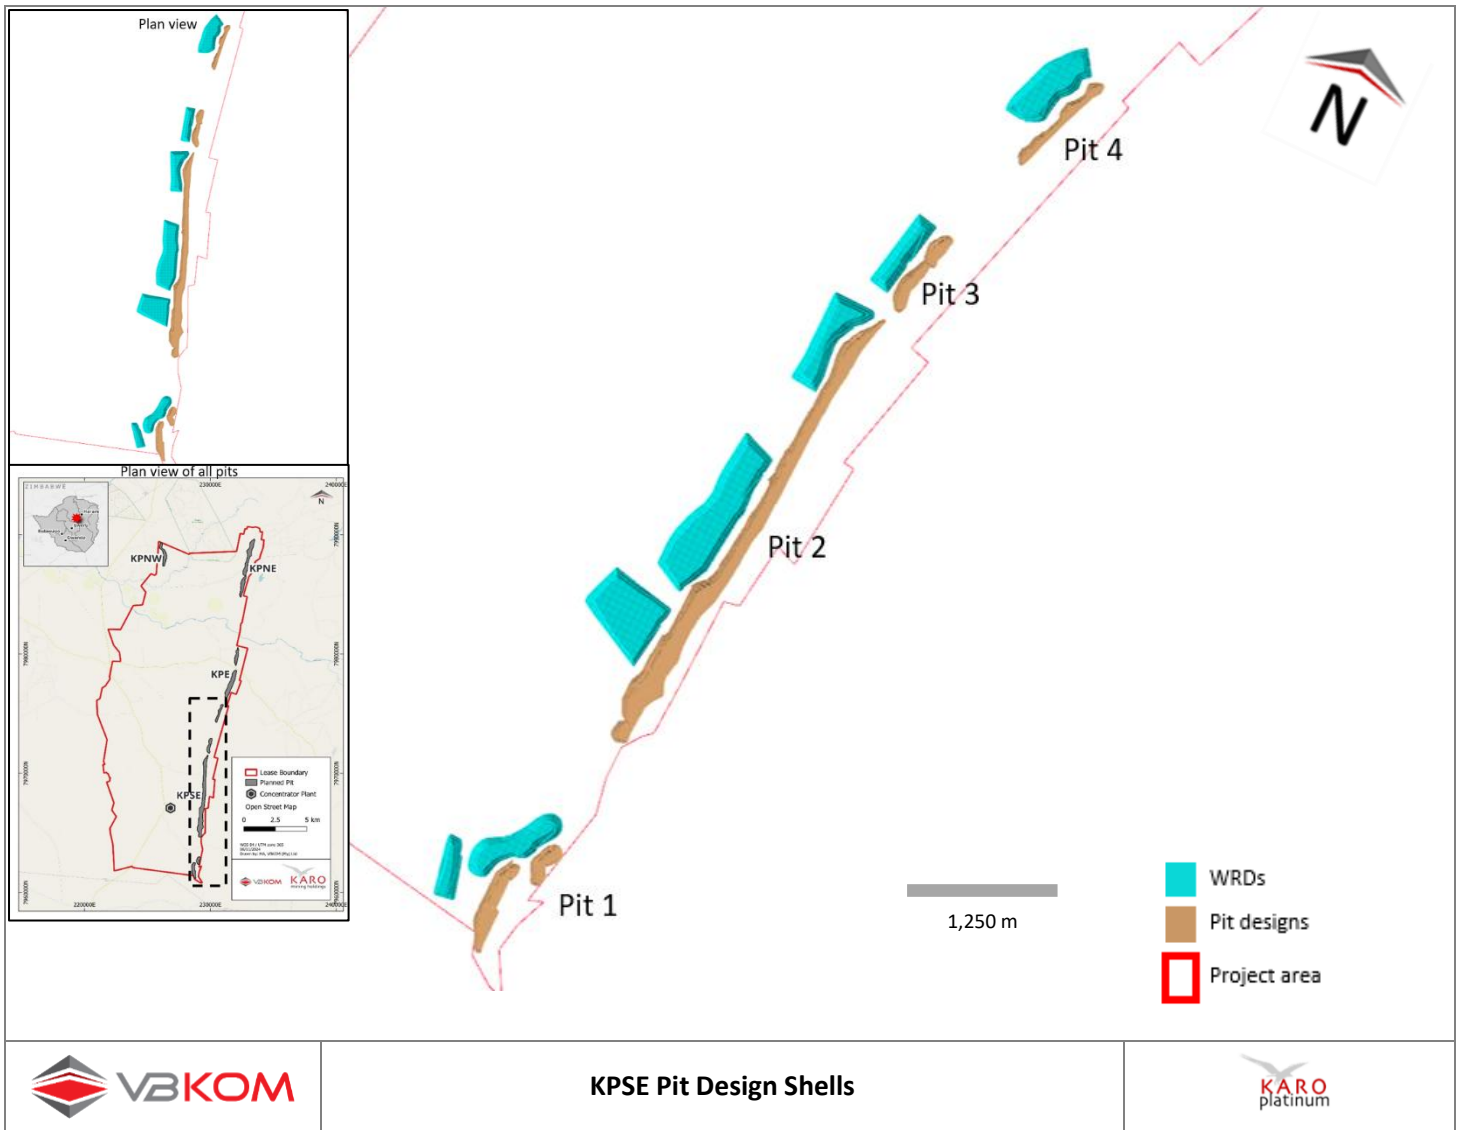 Plan view
Plan view of all pits
ZIMBABWE
230000E
N
KPNW
KPNE
KPE
KPSE
Lease Boundary
Planned Pit
Concentrator Plant
Open Street Map
0 2.5 5 km
VBKOM
KARO
mining holdings
220000E
230000E
N
Pit 4
Pit 3
Pit 2
Pit 1
1,250 m
WRDs
Pit designs
Project area
VBKOM
KPSE Pit Design Shells
KARO
platinum